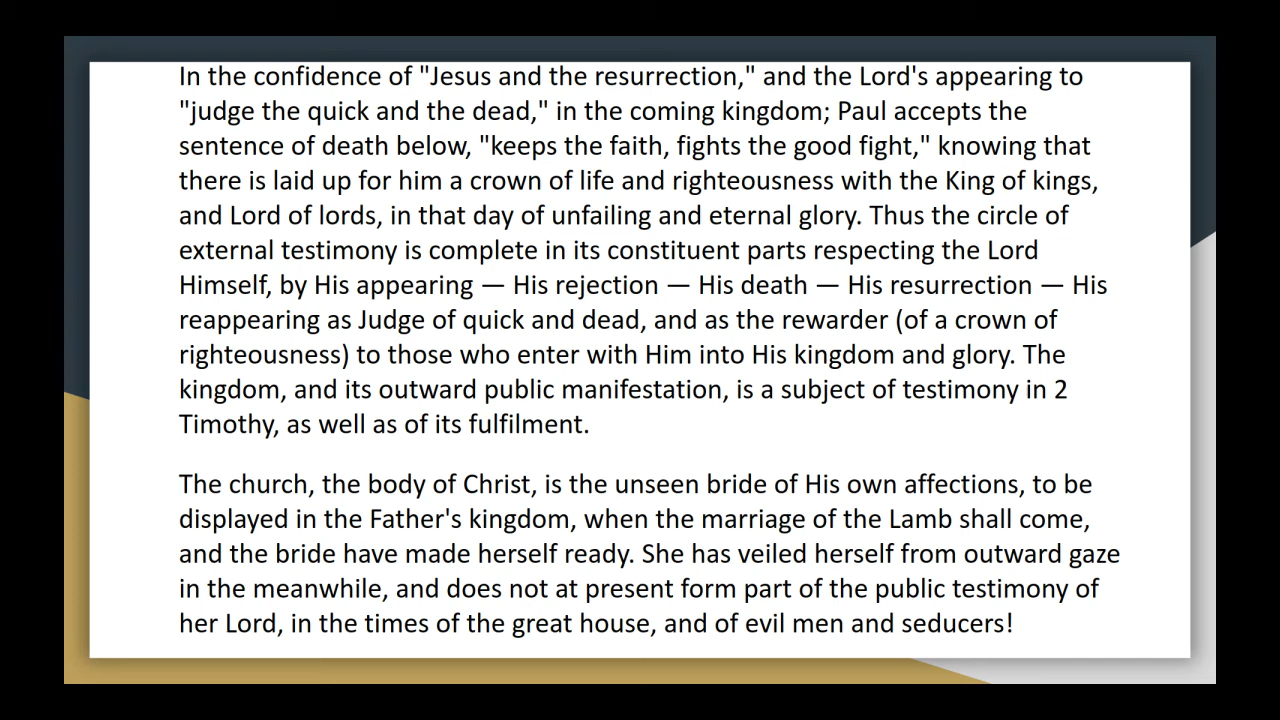 In the confidence of "Jesus and the resurrection," and the Lord's appearing to
"judge the quick and the dead," in the coming kingdom; Paul accepts the
sentence of death below, "keeps the faith, fights the good fight," knowing that
there is laid up for him a crown of life and righteousness with the King of kings,
and Lord of lords, in that day of unfailing and eternal glory. Thus the circle of
external testimony is complete in its constituent parts respecting the Lord
Himself, by His appearing — His rejection — His death — His resurrection — His
reappearing as Judge of quick and dead, and as the rewarder (of a crown of
righteousness) to those who enter with Him into His kingdom and glory. The
kingdom, and its outward public manifestation, is a subject of testimony in 2
Timothy, as well as of its fulfilment.
The church, the body of Christ, is the unseen bride of His own affections, to be
displayed in the Father's kingdom, when the marriage of the Lamb shall come,
and the bride have made herself ready. She has veiled herself from outward gaze
in the meanwhile, and does not at present form part of the public testimony of
her Lord, in the times of the great house, and of evil men and seducers!